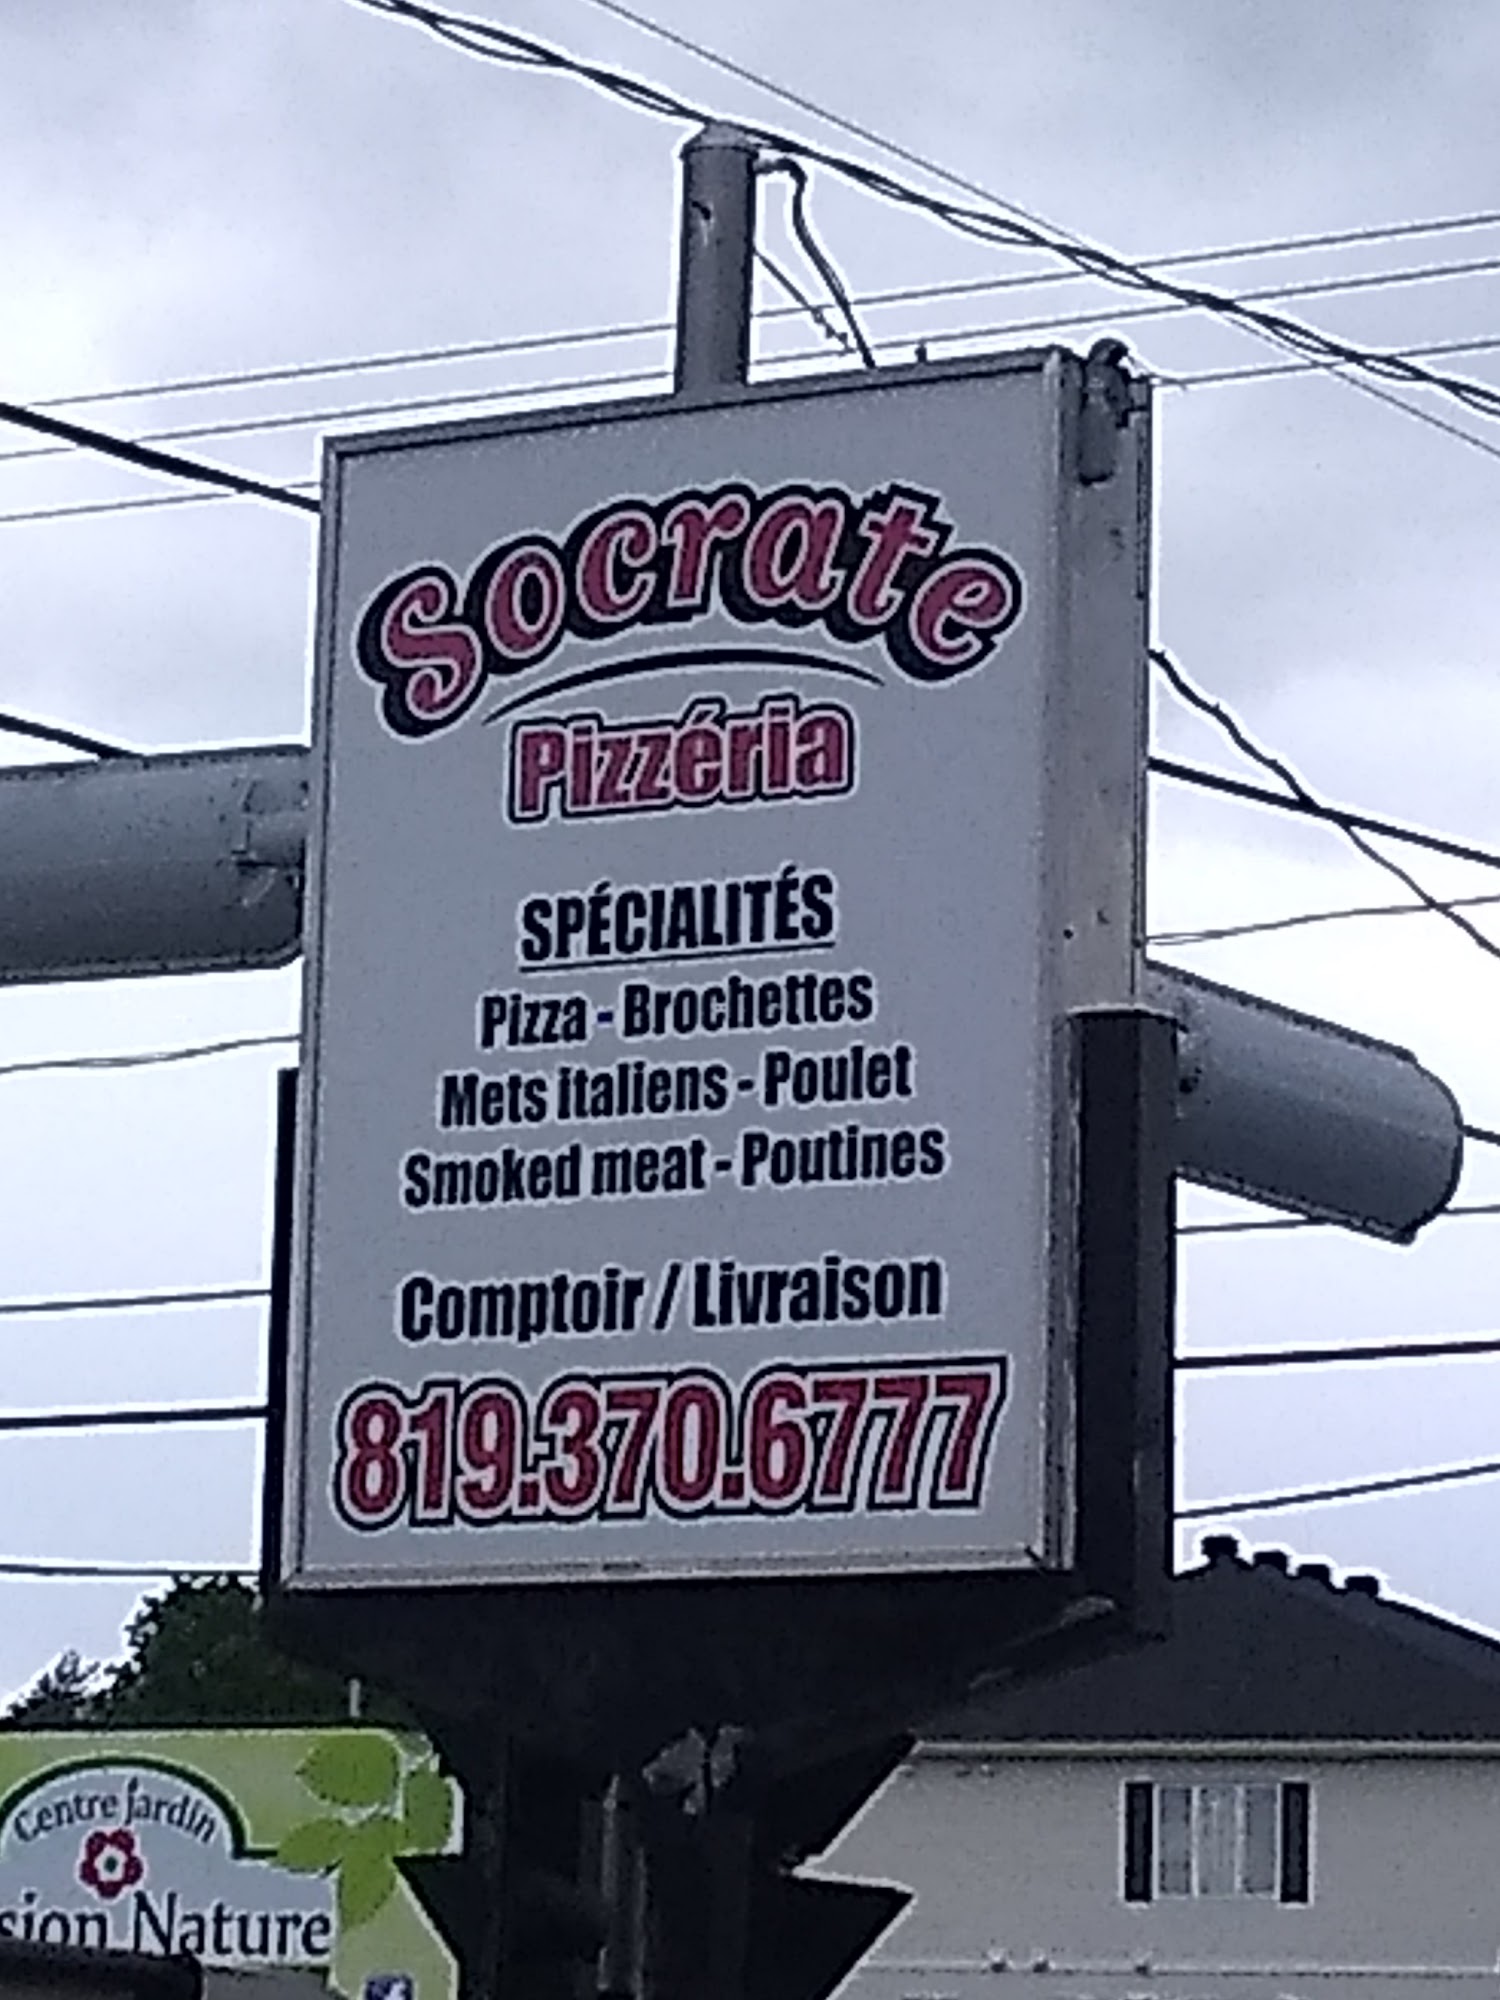 Socrate
Pizzéria
SPÉCIALITÉS
Pizza - Brochettes
Mets italiens - Poulet
Smoked meat - Poutines
Comptoir / Livraison
819.370.6777
Centre Jardin
Nature